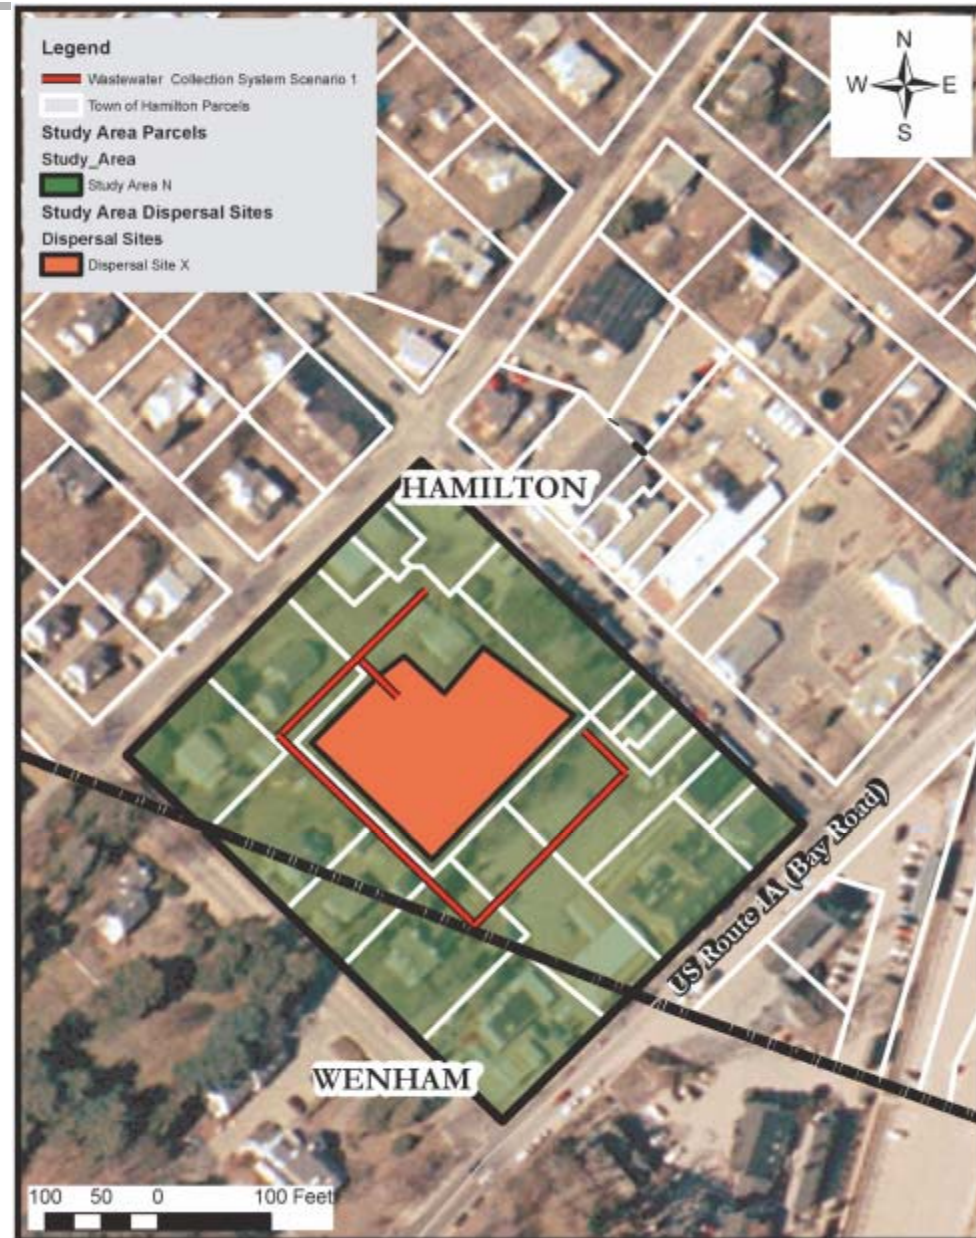 Legend
Wastewater Collection System Scenario 1
Town of Hamilton Parcels
Study Area Parcels
Study_Area
Study Area N
Study Area Dispersal Sites
Dispersal Sites
Dispersal Site X
N
W E
S
HAMILTON
US Route 1A (Bay Road)
WENHAM
100 50 0 100 Feet